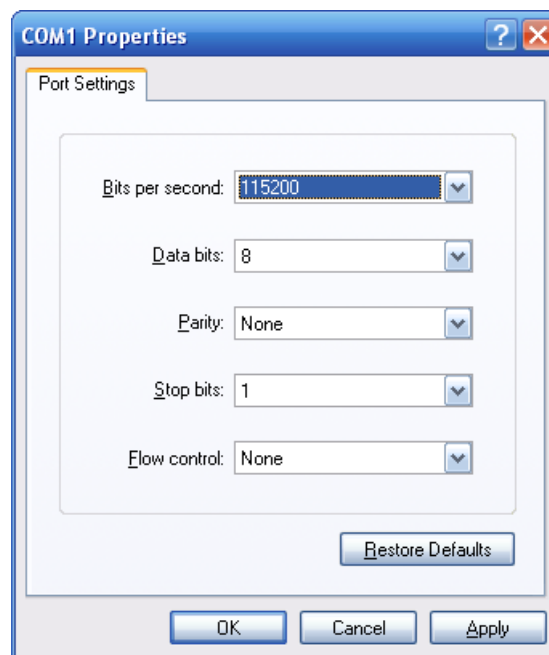 COM1 Properties
Port Settings
Bits per second: 115200
Data bits: 8
Parity: None
Stop bits: 1
Flow control: None
Restore Defaults
OK Cancel Apply